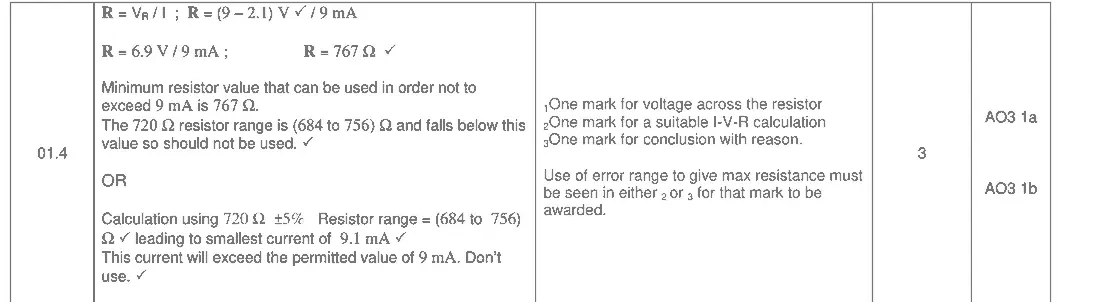 R = VR / I ; R = (9 – 2.1) V ✓ / 9 mA
R = 6.9 V / 9 mA ; R = 767 Ω ✓
Minimum resistor value that can be used in order not to
exceed 9 mA is 767 Ω.
The 720 Ω resistor range is (684 to 756) Ω and falls below this
value so should not be used. ✓
01.4
OR
Calculation using 720 Ω ±5% Resistor range = (684 to 756)
Ω ✓ leading to smallest current of 9.1 mA ✓
This current will exceed the permitted value of 9 mA. Don't
use. ✓
1One mark for voltage across the resistor
2One mark for a suitable I-V-R calculation
3One mark for conclusion with reason.
Use of error range to give max resistance must
be seen in either 2 or 3 for that mark to be
awarded.
3
AO3 1a
AO3 1b